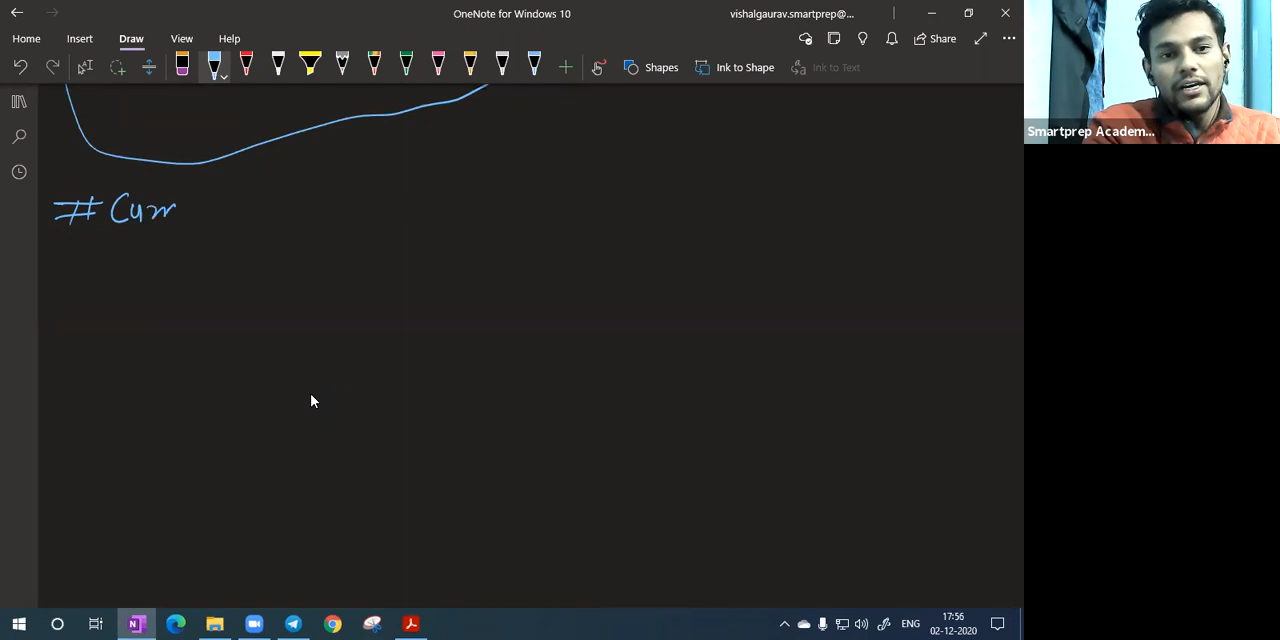 OneNote for Windows 10
vishalgaurav.smartprep@...
Home Insert Draw View Help
Share
Shapes Ink to Shape Ink to Text
Smartprep Academ...
# Curr
ENG
17:56
02-12-2020